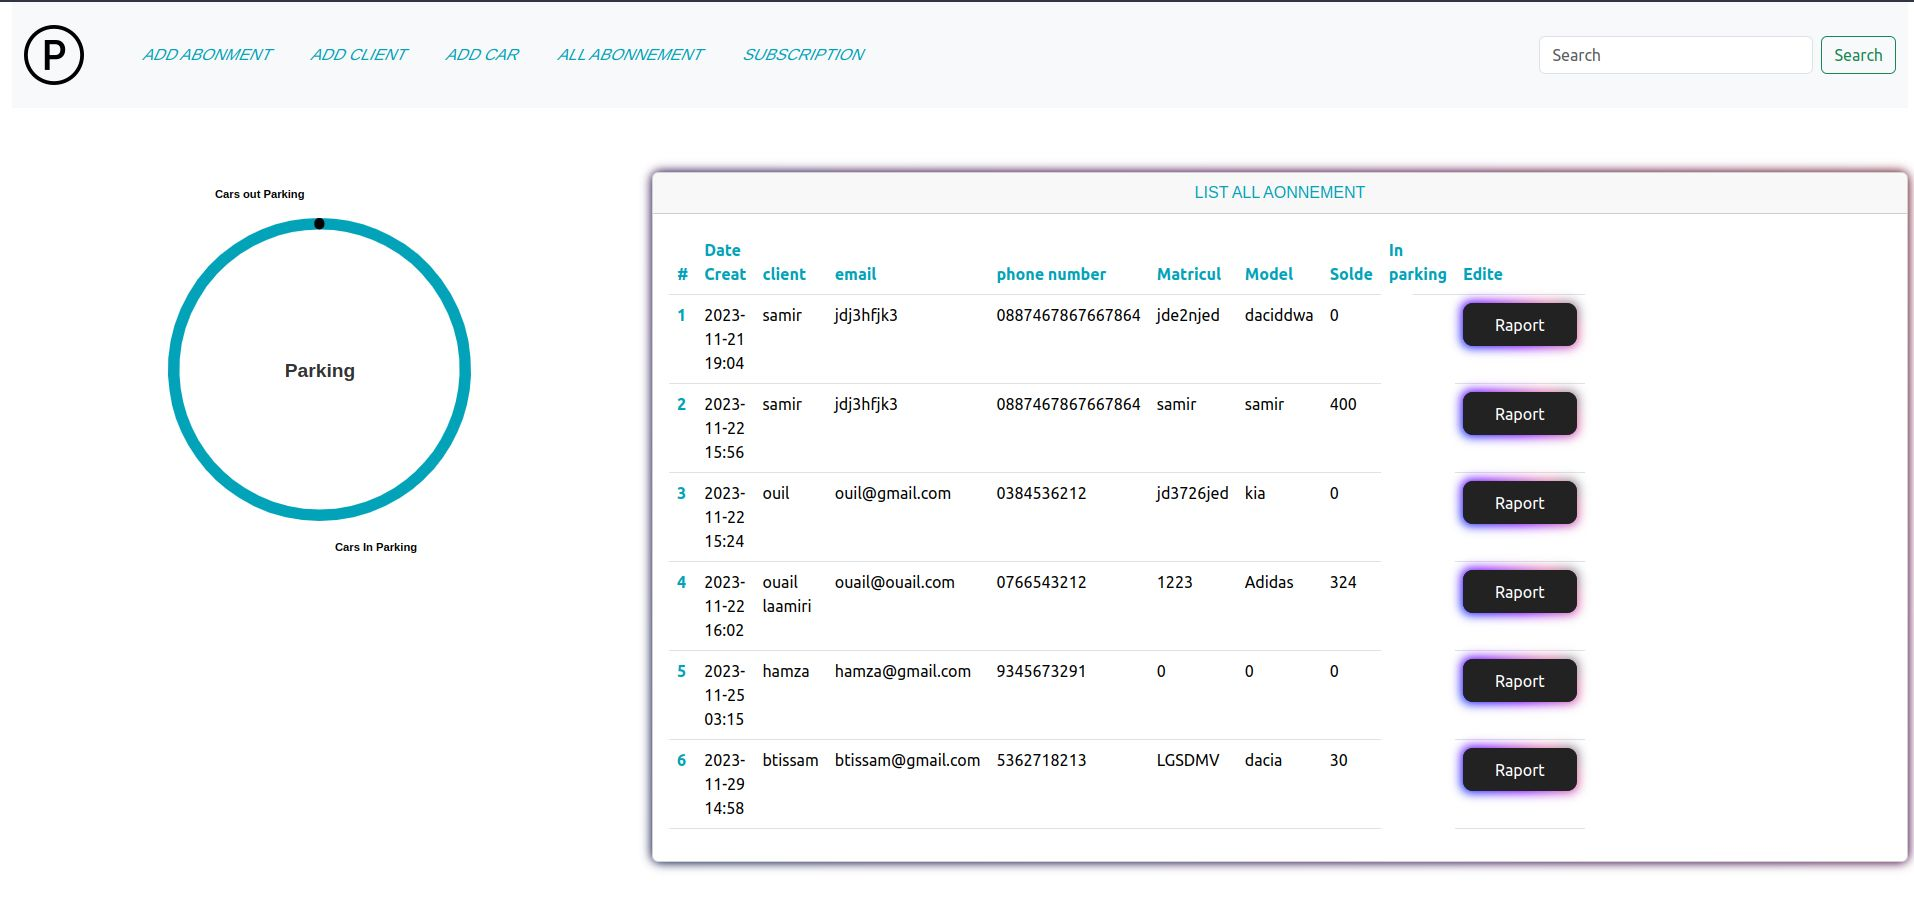 P
ADD ABONMENT ADD CLIENT ADD CAR ALL ABONNEMENT SUBSCRIPTION Search Search
Cars out Parking
Parking
Cars In Parking
LIST ALL AONNEMENT
# Date Creat client email phone number Matricul Model Solde In parking Edite
1 2023-11-21 19:04 samir jdj3hfjk3 0887467867667864 jde2njed daciddwa 0 Raport
2 2023-11-22 15:56 samir jdj3hfjk3 0887467867667864 samir samir 400 Raport
3 2023-11-22 15:24 ouil ouil@gmail.com 0384536212 jd3726jed kia 0 Raport
4 2023-11-22 16:02 ouail laamiri ouail@ouail.com 0766543212 1223 Adidas 324 Raport
5 2023-11-25 03:15 hamza hamza@gmail.com 9345673291 0 0 0 Raport
6 2023-11-29 14:58 btissam btissam@gmail.com 5362718213 LGSDMV dacia 30 Raport